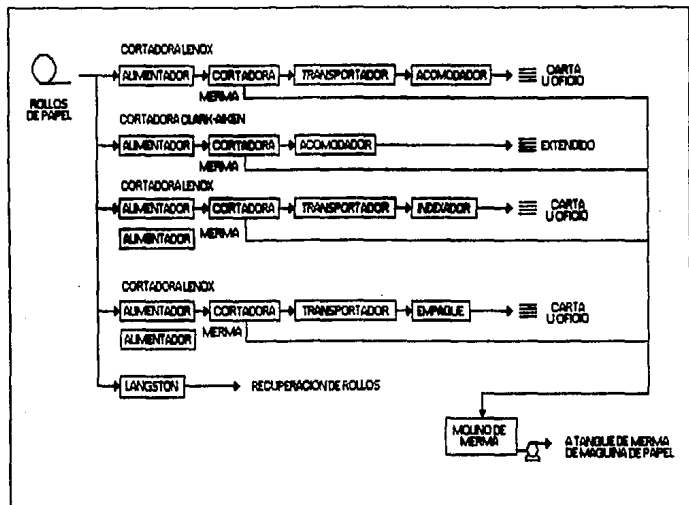 CORTADORA LENOX
ROLLOS
DE PAPEL
ALIMENTADOR
CORTADORA
TRANSPORTADOR
ACOMODADOR
CARTA
U OFICIO
MERMA
CORTADORA CLARK-AIKEN
ALIMENTADOR
CORTADORA
ACOMODADOR
EXTENDIDO
MERMA
CORTADORA LENOX
ALIMENTADOR
CORTADORA
TRANSPORTADOR
INDEXADOR
CARTA
U OFICIO
ALIMENTADOR
MERMA
CORTADORA LENOX
ALIMENTADOR
CORTADORA
TRANSPORTADOR
EMPAQUE
CARTA
U OFICIO
ALIMENTADOR
MERMA
LANGSTON
RECUPERACION DE ROLLOS
MOLINO DE
MERMA
A TANQUE DE MERMA
DE MAQUINA DE PAPEL